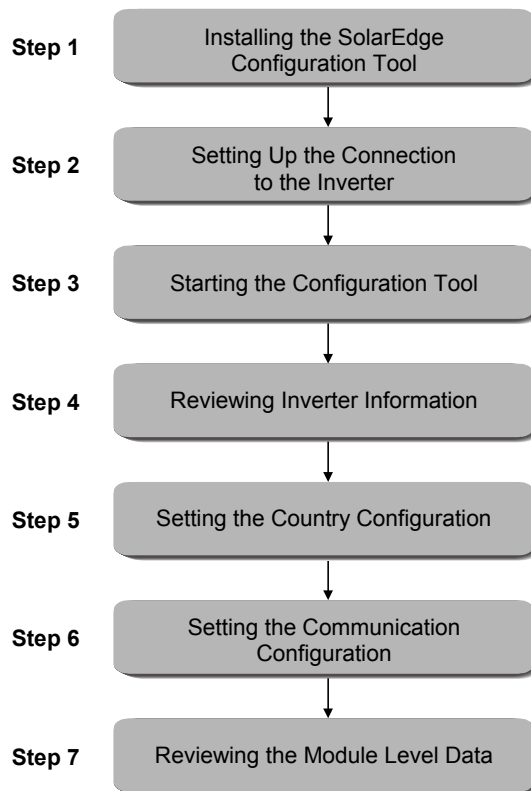 Step 1
Installing the SolarEdge
Configuration Tool
Step 2
Setting Up the Connection
to the Inverter
Step 3
Starting the Configuration Tool
Step 4
Reviewing Inverter Information
Step 5
Setting the Country Configuration
Step 6
Setting the Communication
Configuration
Step 7
Reviewing the Module Level Data